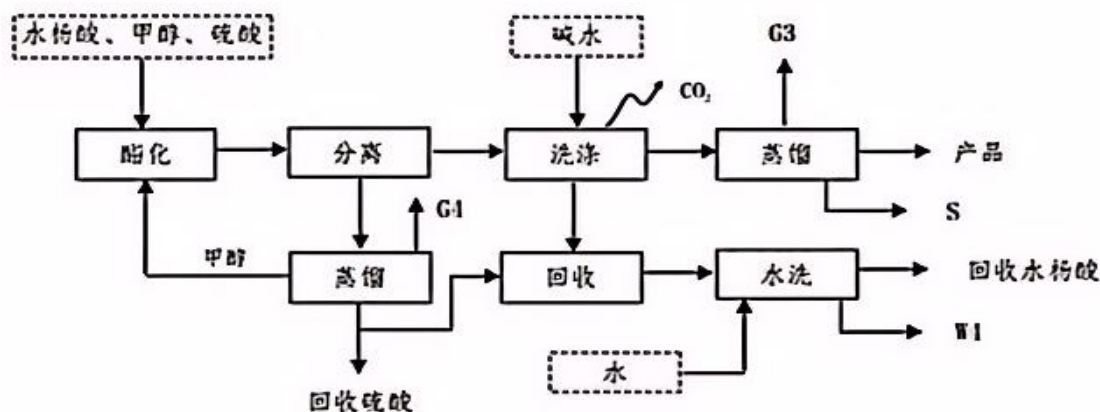 水杨酸、甲醇、硫酸
碱水
G3
CO2
酯化
分离
洗涤
蒸馏
产品
G4
S
甲醇
蒸馏
回收
水洗
回收水杨酸
W4
水
回收硫酸